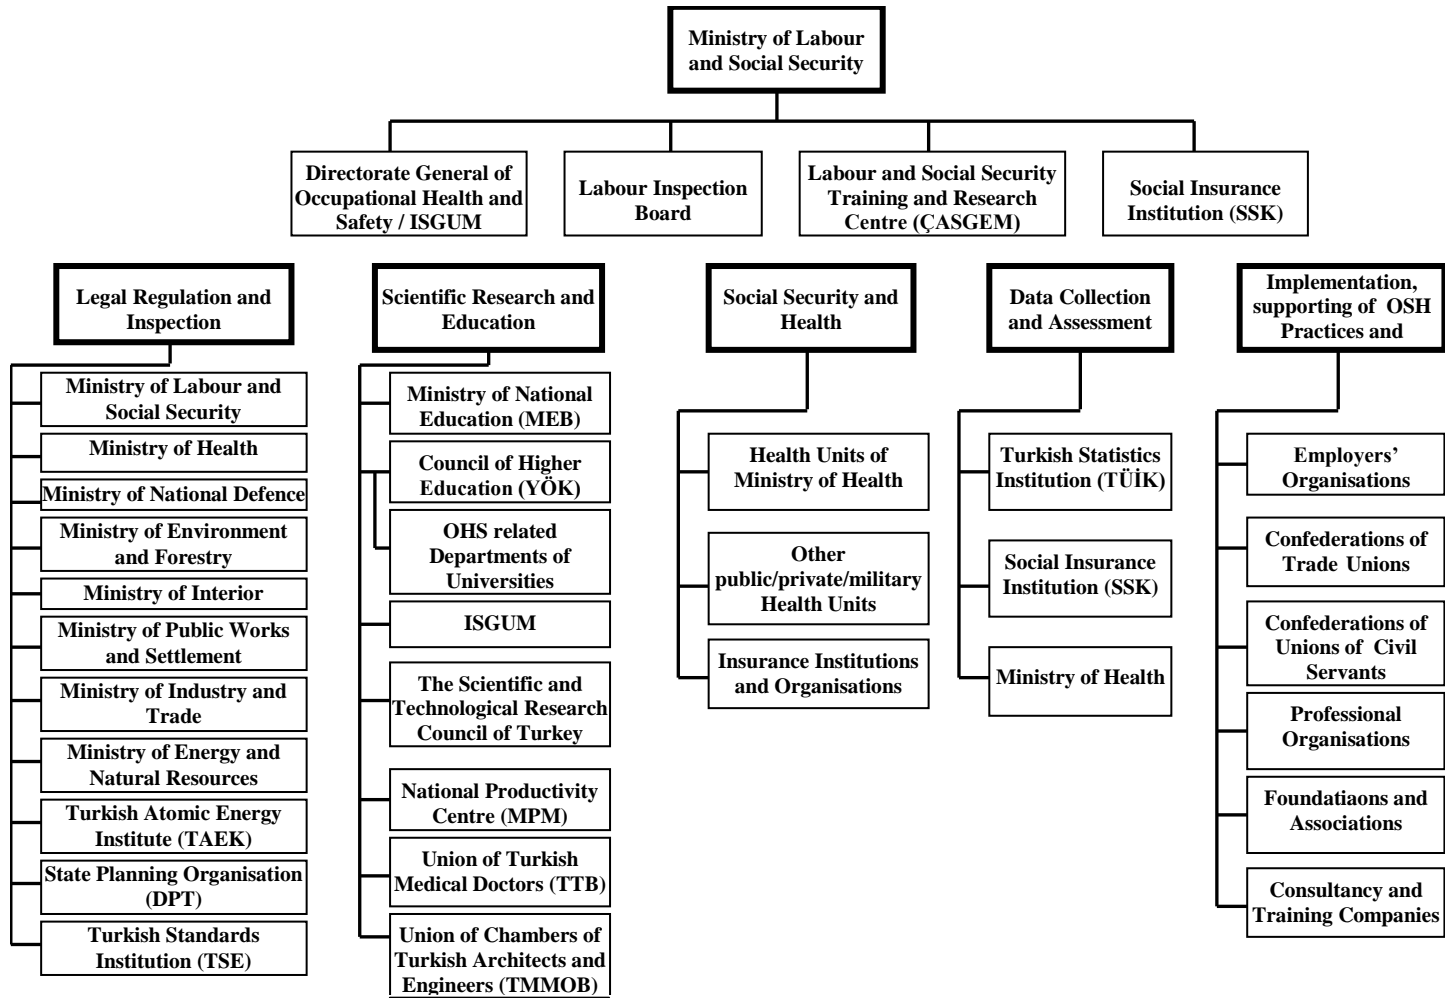 Ministry of Labour
and Social Security
Directorate General of
Occupational Health and
Safety / ISGUM
Labour Inspection
Board
Labour and Social Security
Training and Research
Centre (ÇASGEM)
Social Insurance
Institution (SSK)
Legal Regulation and
Inspection
Ministry of Labour and
Social Security
Ministry of Health
Ministry of National Defence
Ministry of Environment
and Forestry
Ministry of Interior
Ministry of Public Works
and Settlement
Ministry of Industry and
Trade
Ministry of Energy and
Natural Resources
Turkish Atomic Energy
Institute (TAEK)
State Planning Organisation
(DPT)
Turkish Standards
Institution (TSE)
Scientific Research and
Education
Ministry of National
Education (MEB)
Council of Higher
Education (YÖK)
OHS related
Departments of
Universities
ISGUM
The Scientific and
Technological Research
Council of Turkey
National Productivity
Centre (MPM)
Union of Turkish
Medical Doctors (TTB)
Union of Chambers of
Turkish Architects and
Engineers (TMMOB)
Social Security and
Health
Health Units of
Ministry of Health
Other
public/private/military
Health Units
Insurance Institutions
and Organisations
Data Collection
and Assessment
Turkish Statistics
Institution (TÜİK)
Social Insurance
Institution (SSK)
Ministry of Health
Implementation,
supporting of OSH
Practices and
Employers’
Organisations
Confederations of
Trade Unions
Confederations of
Unions of Civil
Servants
Professional
Organisations
Foundatiaons and
Associations
Consultancy and
Training Companies